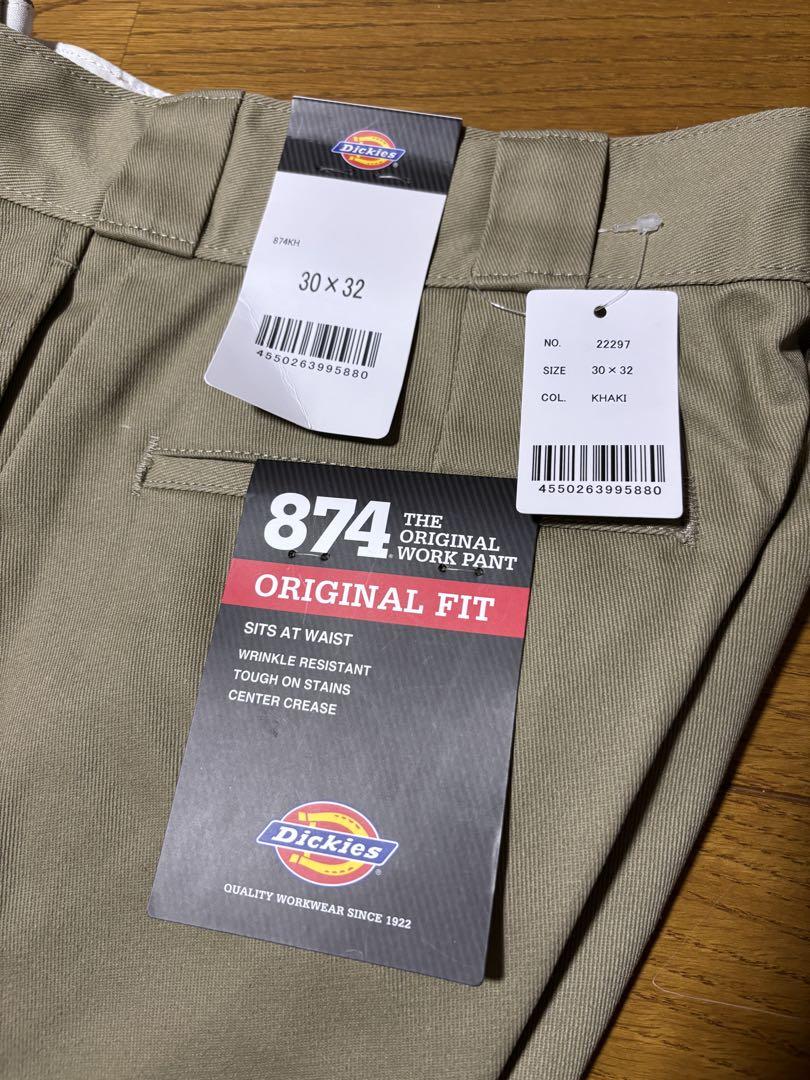 Dickies
874KH
30×32
4550263995880
NO. 22297
SIZE 30×32
COL. KHAKI
4550263995880
874 THE ORIGINAL WORK PANT
ORIGINAL FIT
SITS AT WAIST
WRINKLE RESISTANT
TOUGH ON STAINS
CENTER CREASE
Dickies
QUALITY WORKWEAR SINCE 1922